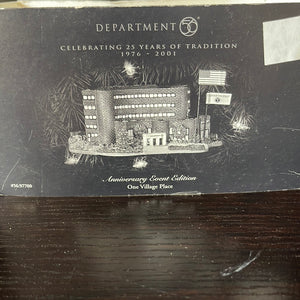 DEPARTMENT 56
CELEBRATING 25 YEARS OF TRADITION
1976 - 2001
Anniversary Event Edition
One Village Place